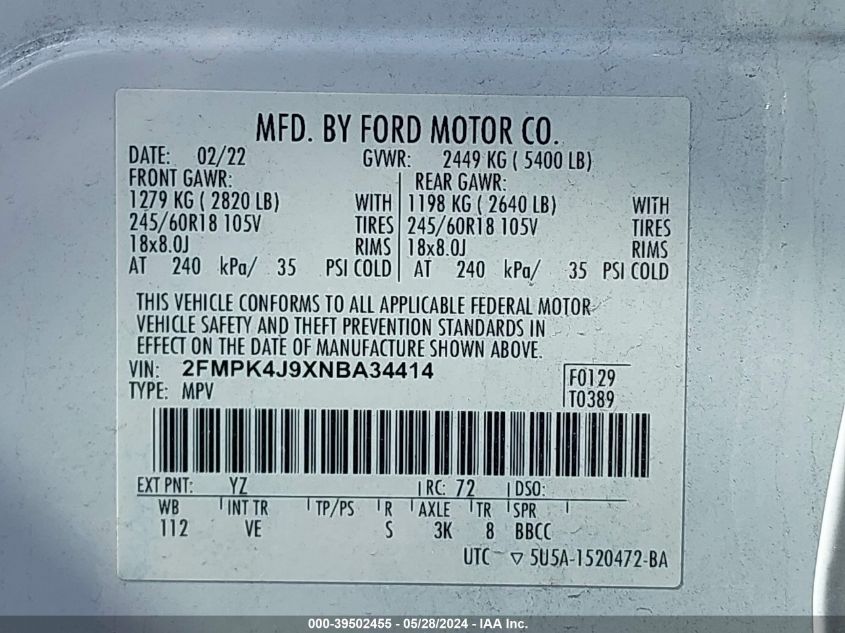 MFD. BY FORD MOTOR CO.
DATE: 02/22 GVWR: 2449 KG ( 5400 LB)
FRONT GAWR: REAR GAWR:
1279 KG ( 2820 LB) WITH 1198 KG ( 2640 LB) WITH
245/60R18 105V TIRES 245/60R18 105V TIRES
18x8.0J RIMS 18x8.0J RIMS
AT 240 kPa/ 35 PSI COLD AT 240 kPa/ 35 PSI COLD
THIS VEHICLE CONFORMS TO ALL APPLICABLE FEDERAL MOTOR
VEHICLE SAFETY AND THEFT PREVENTION STANDARDS IN
EFFECT ON THE DATE OF MANUFACTURE SHOWN ABOVE.
VIN: 2FMPK4J9XNBA34414 F0129
TYPE: MPV T0389
EXT PNT: YZ RC: 72 DSO:
WB INT TR TP/PS R AXLE TR SPR
112 VE S 3K 8 BBCC
UTC ▽ 5U5A-1520472-BA
000-39502455 - 05/28/2024 - IAA Inc.